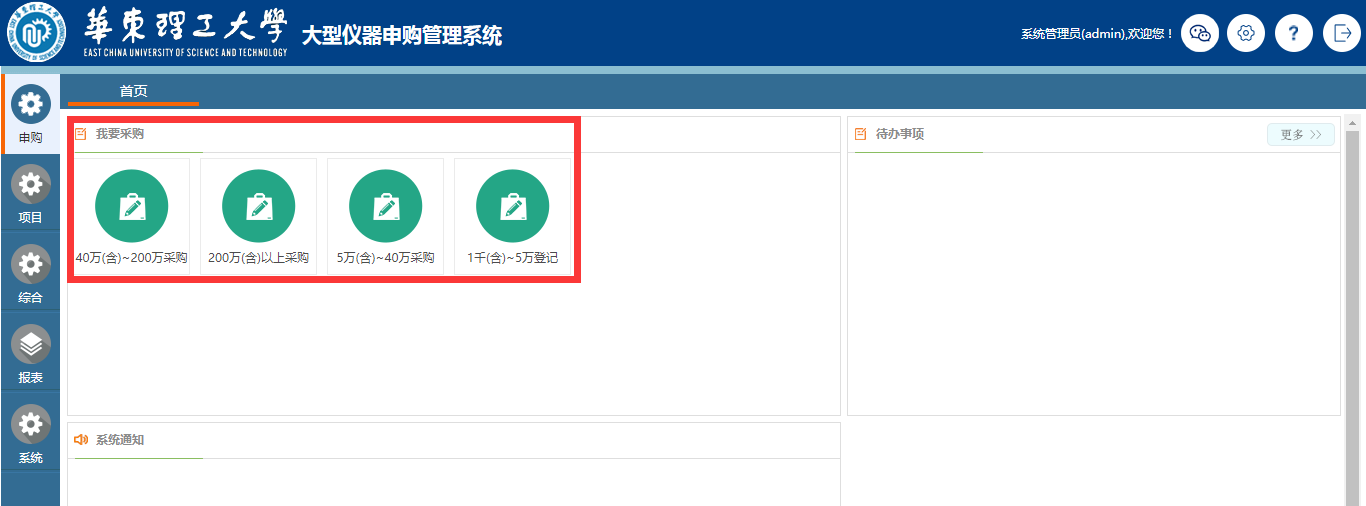 華東理工大學
EAST CHINA UNIVERSITY OF SCIENCE AND TECHNOLOGY
大型仪器申购管理系统
系统管理员(admin),欢迎您！
?
首页
申购
项目
综合
报表
系统
我要采购
40万(含)~200万采购
200万(含)以上采购
5万(含)~40万采购
1千(含)~5万登记
待办事项
更多 >>
系统通知